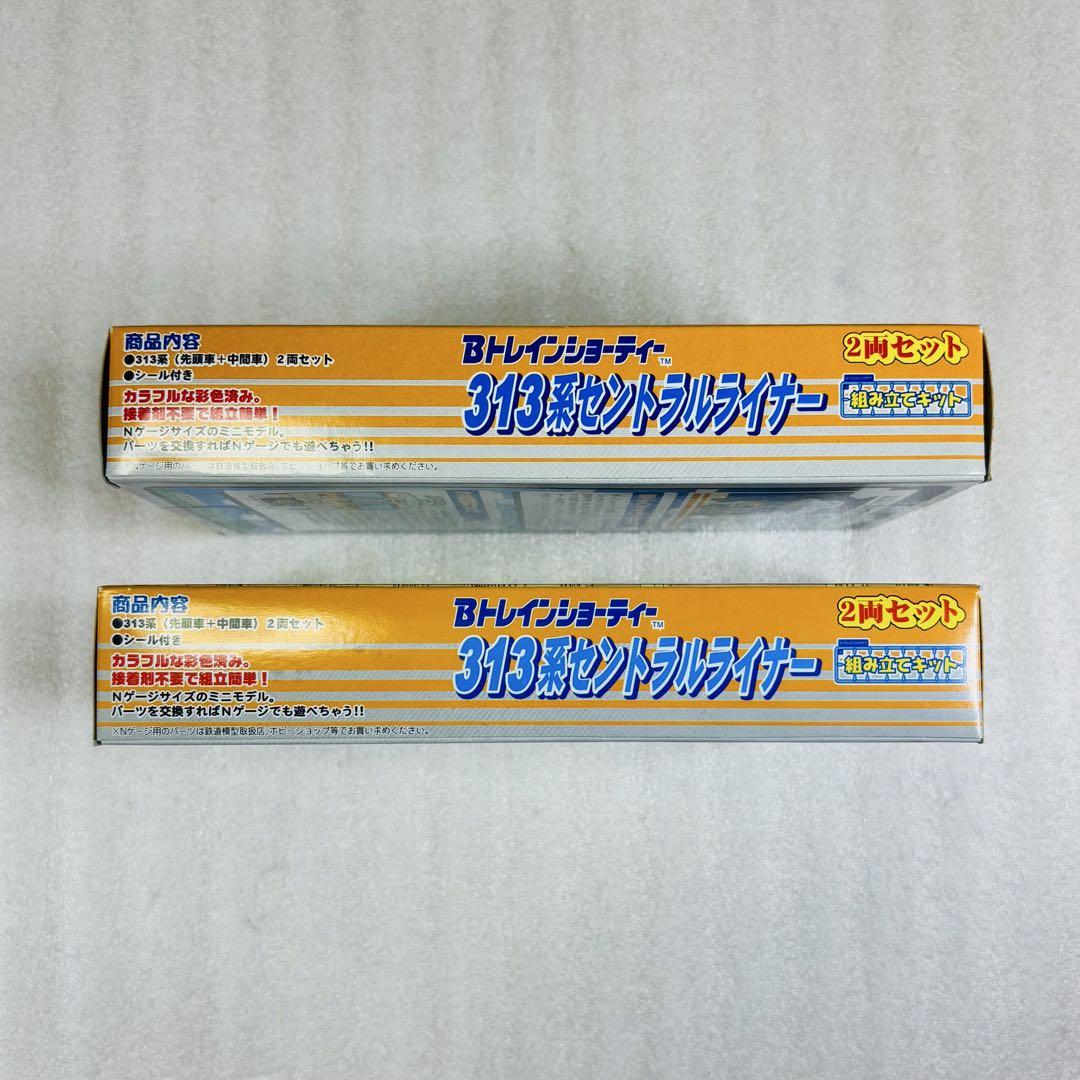 商品内容
●313系（先頭車＋中間車）２両セット
●シール付き
カラフルな彩色済み。
接着剤不要で組立簡単！
Ｎゲージサイズのミニモデル。
パーツを交換すればＮゲージでも遊べちゃう!!
※Nゲージ用のパーツは鉄道模型取扱店、ホビーショップ等でお買い求めください。
Bトレインショーティー™
313系セントラルライナー
2両セット
組み立てキット
商品内容
●313系（先頭車＋中間車）２両セット
●シール付き
カラフルな彩色済み。
接着剤不要で組立簡単！
Ｎゲージサイズのミニモデル。
パーツを交換すればＮゲージでも遊べちゃう!!
※Nゲージ用のパーツは鉄道模型取扱店、ホビーショップ等でお買い求めください。
Bトレインショーティー™
313系セントラルライナー
2両セット
組み立てキット